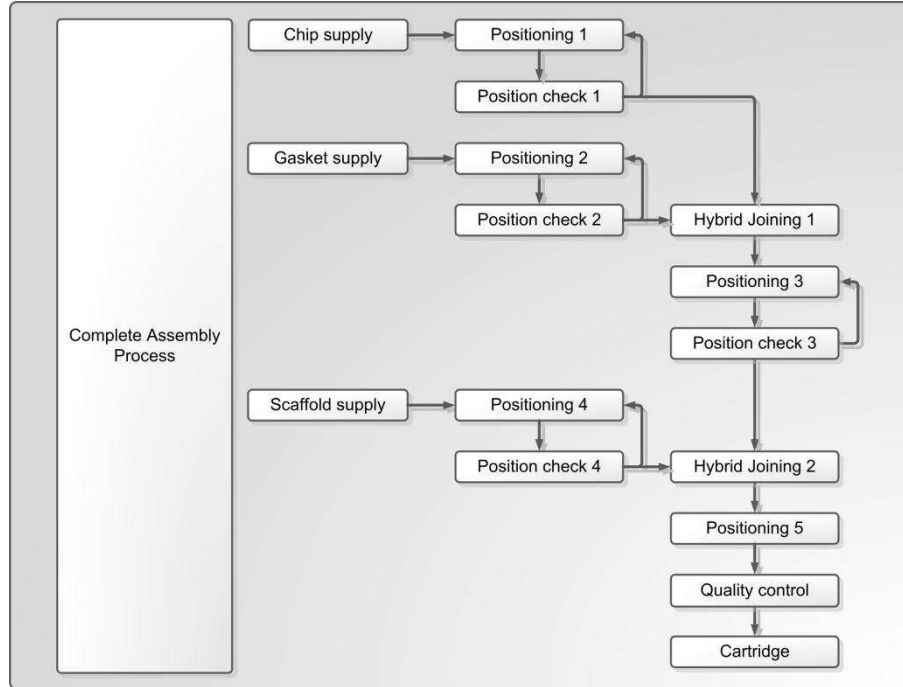 Complete Assembly
Process
Chip supply
Positioning 1
Position check 1
Gasket supply
Positioning 2
Position check 2
Hybrid Joining 1
Positioning 3
Position check 3
Scaffold supply
Positioning 4
Position check 4
Hybrid Joining 2
Positioning 5
Quality control
Cartridge